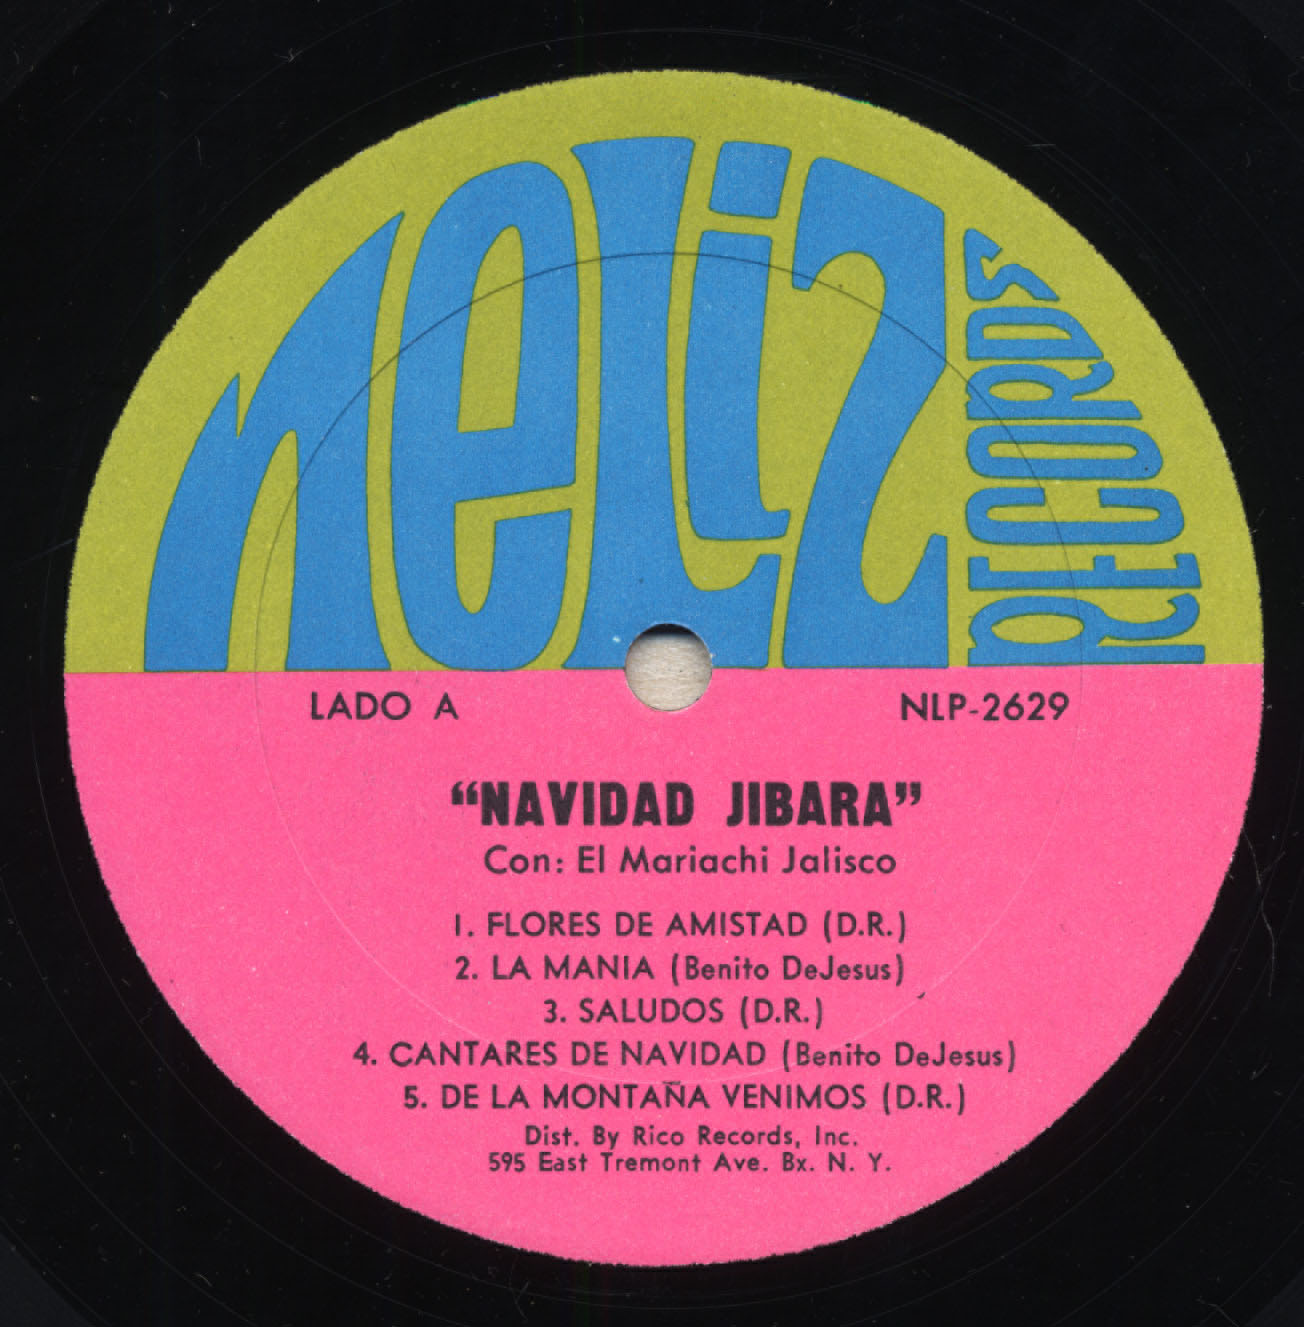 neLiz
RECORDS
LADO A
NLP-2629
“NAVIDAD JIBARA”
Con: El Mariachi Jalisco
1. FLORES DE AMISTAD (D.R.)
2. LA MANIA (Benito DeJesus)
3. SALUDOS (D.R.)
4. CANTARES DE NAVIDAD (Benito DeJesus)
5. DE LA MONTAÑA VENIMOS (D.R.)
Dist. By Rico Records, Inc.
595 East Tremont Ave. Bx. N. Y.